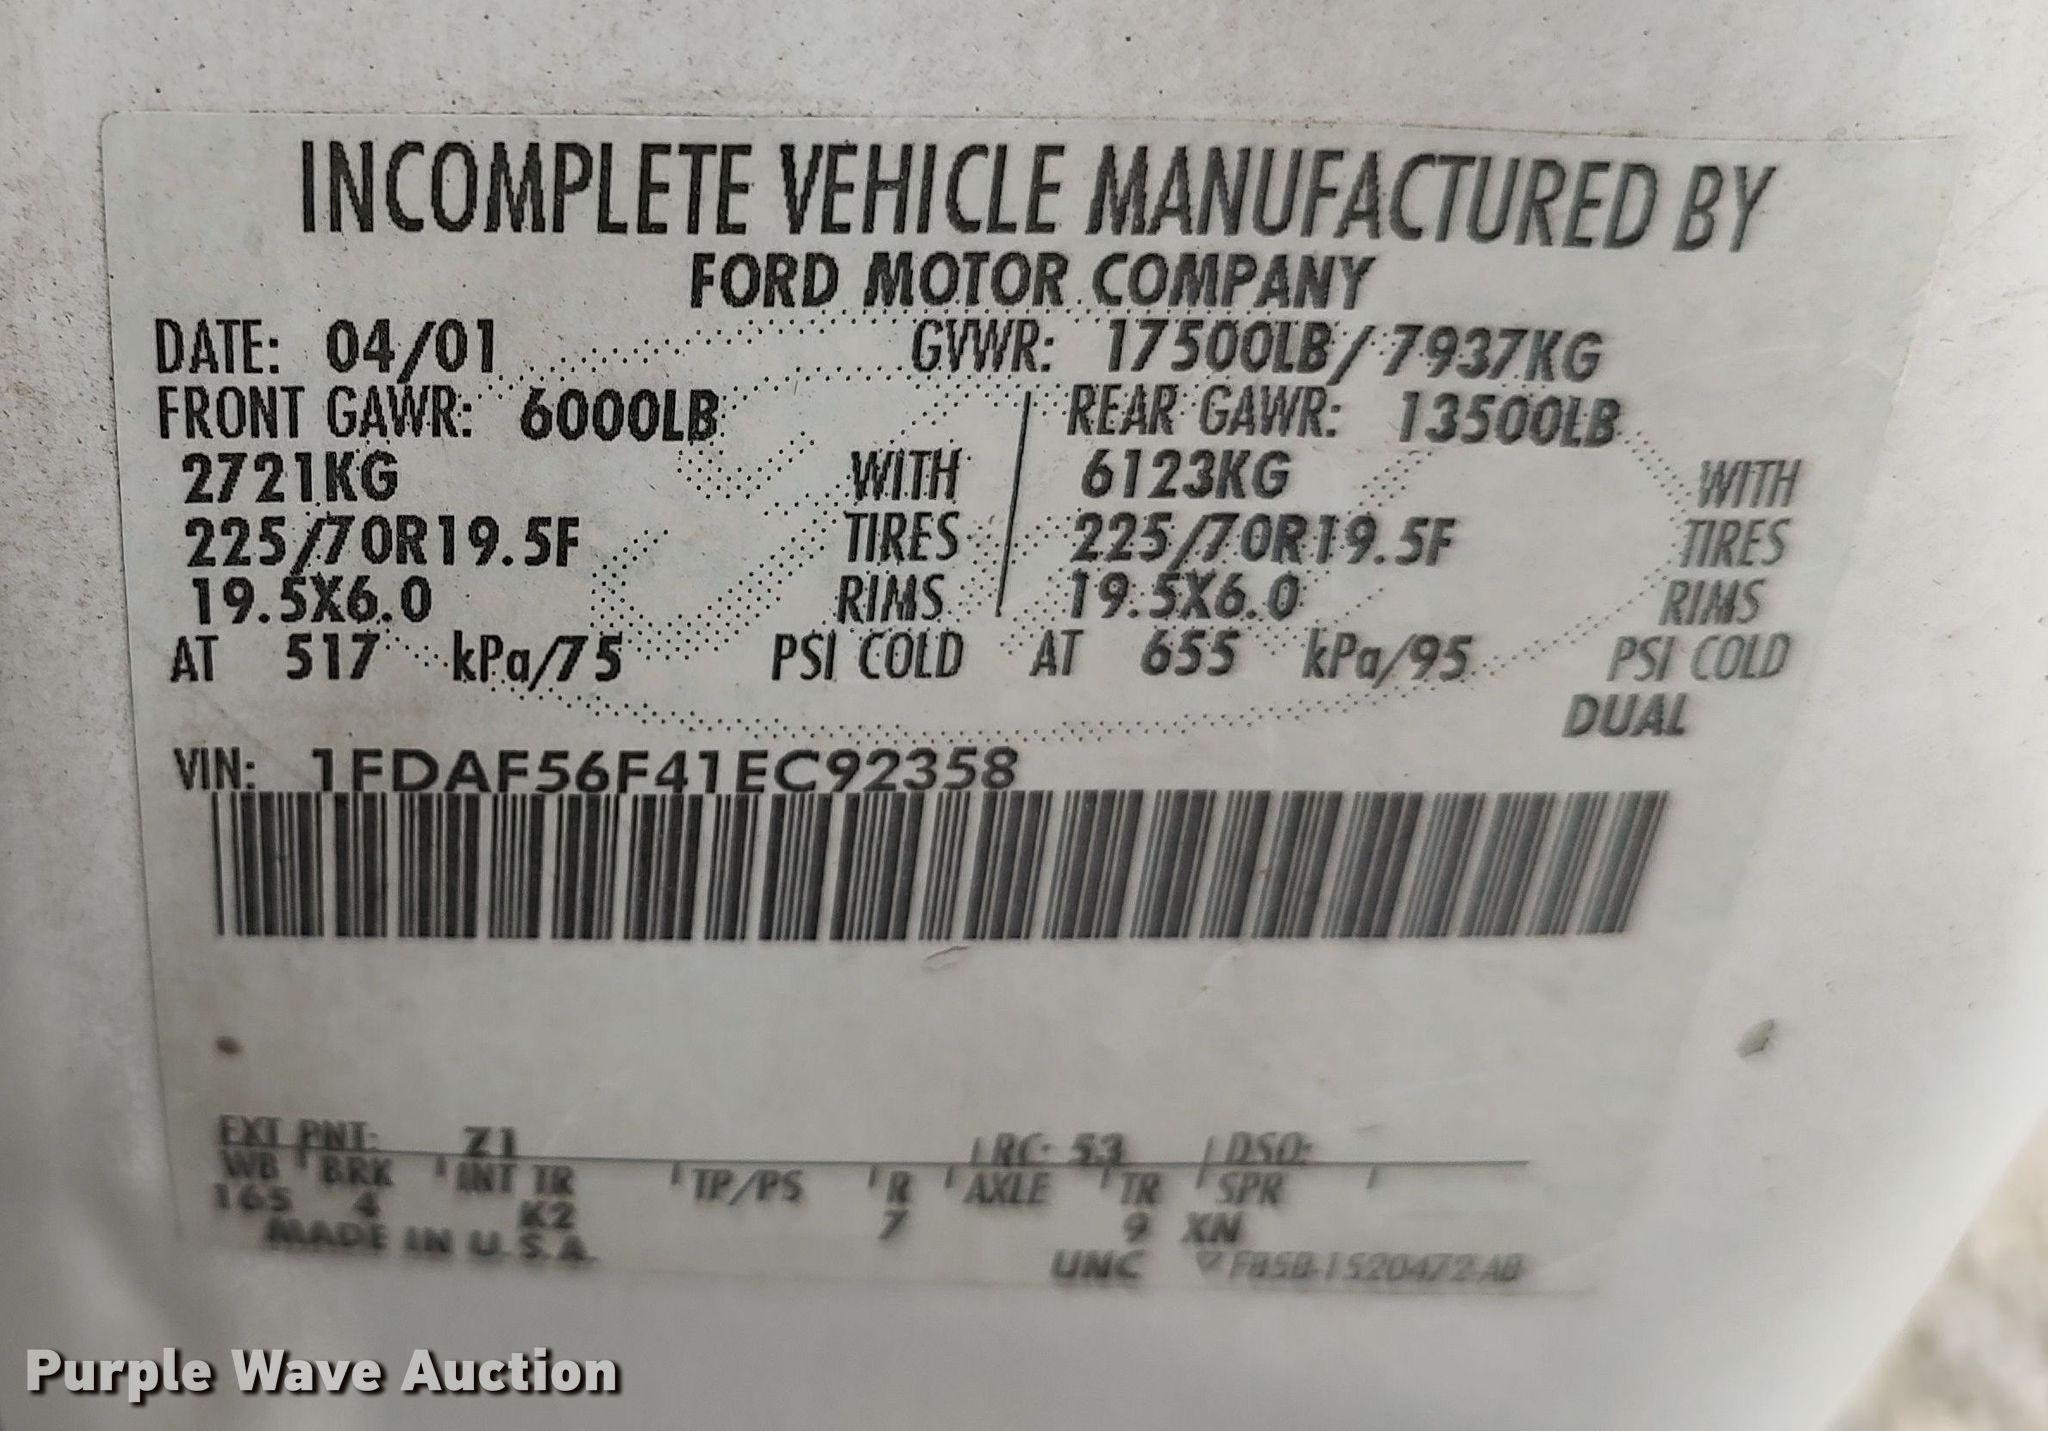 INCOMPLETE VEHICLE MANUFACTURED BY
FORD MOTOR COMPANY
DATE: 04/01 GVWR: 17500LB/7937KG
FRONT GAWR: 6000LB REAR GAWR: 13500LB
2721KG WITH 6123KG WITH
225/70R19.5F TIRES 225/70R19.5F TIRES
19.5X6.0 RIMS 19.5X6.0 RIMS
AT 517 kPa/75 PSI COLD AT 655 kPa/95 PSI COLD
DUAL
VIN: 1FDAF56F41EC92358
EXT PNT: Z1 RC: 53 DSO:
WB BRK INT TR TP/PS R AXLE TR SPR
165 4 K2 7 9 XN
MADE IN U.S.A.
UNC F85B-1520472-AB
Purple Wave Auction